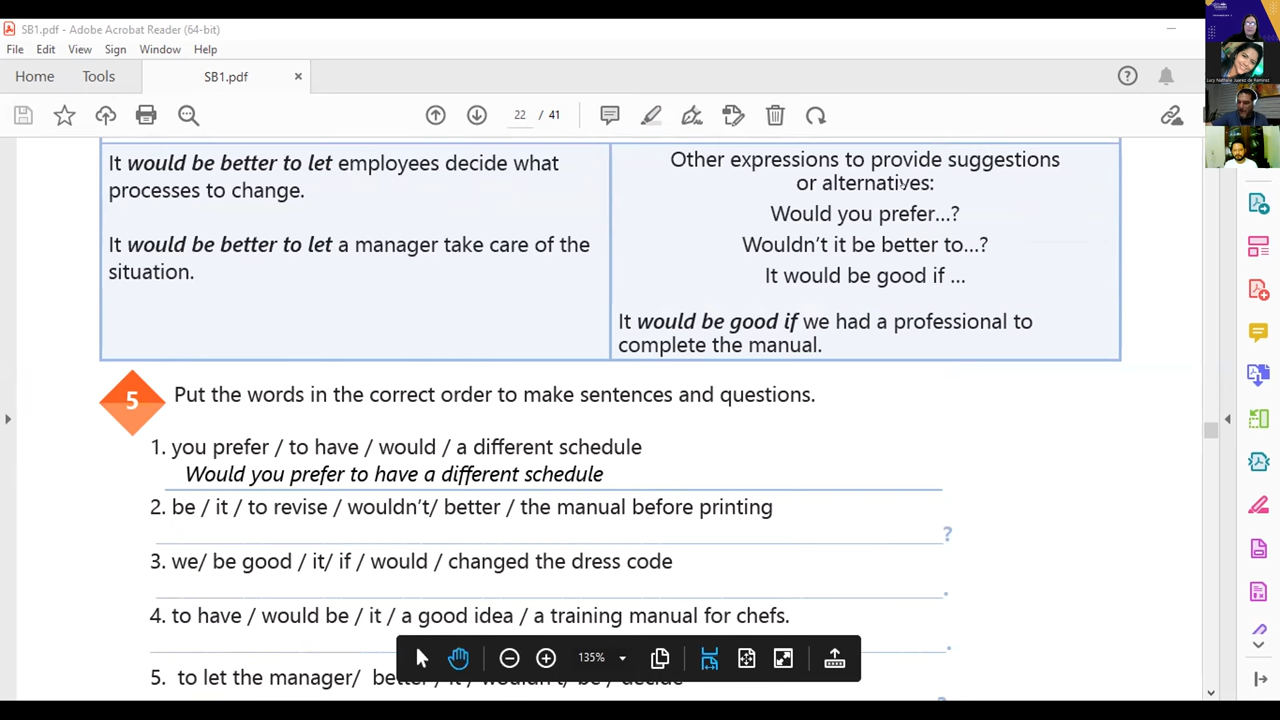 SB1.pdf - Adobe Acrobat Reader (64-bit)
File Edit View Sign Window Help
Home Tools SB1.pdf ×
22 / 41
It would be better to let employees decide what
processes to change.
It would be better to let a manager take care of the
situation.
Other expressions to provide suggestions
or alternatives:
Would you prefer…?
Wouldn't it be better to…?
It would be good if …
It would be good if we had a professional to
complete the manual.
5 Put the words in the correct order to make sentences and questions.
1. you prefer / to have / would / a different schedule
Would you prefer to have a different schedule
2. be / it / to revise / wouldn't/ better / the manual before printing
?
3. we/ be good / it/ if / would / changed the dress code
.
4. to have / would be / it / a good idea / a training manual for chefs.
.
135%
5. to let the manager/ better / it / wouldn't/ be / decide